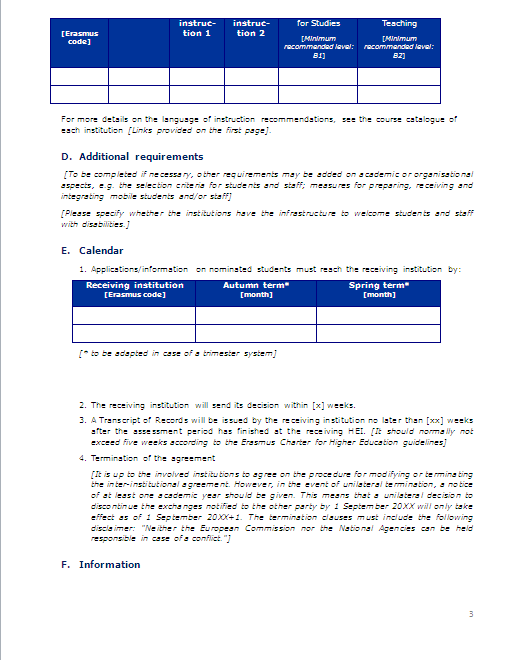 [Erasmus code]
instruc-
tion 1
instruc-
tion 2
for Studies
[Minimum
recommended level:
B1]
Teaching
[Minimum
recommended level:
B2]
For more details on the language of instruction recommendations, see the course catalogue of
each institution [Links provided on the first page].
D. Additional requirements
[To be completed if necessary, other requirements may be added on academic or organisational
aspects, e.g. the selection criteria for students and staff; measures for preparing, receiving and
integrating mobile students and/or staff]
[Please specify whether the institutions have the infrastructure to welcome students and staff
with disabilities.]
E. Calendar
1. Applications/information on nominated students must reach the receiving institution by:
Receiving institution
[Erasmus code]
Autumn term*
[month]
Spring term*
[month]
[* to be adapted in case of a trimester system]
2. The receiving institution will send its decision within [x] weeks.
3. A Transcript of Records will be issued by the receiving institution no later than [xx] weeks
after the assessment period has finished at the receiving HEI. [It should normally not
exceed five weeks according to the Erasmus Charter for Higher Education guidelines]
4. Termination of the agreement
[It is up to the involved institutions to agree on the procedure for modifying or terminating
the inter-institutional agreement. However, in the event of unilateral termination, a notice
of at least one academic year should be given. This means that a unilateral decision to
discontinue the exchanges notified to the other party by 1 September 20XX will only take
effect as of 1 September 20XX+1. The termination clauses must include the following
disclaimer: "Neither the European Commission nor the National Agencies can be held
responsible in case of a conflict."]
F. Information
3